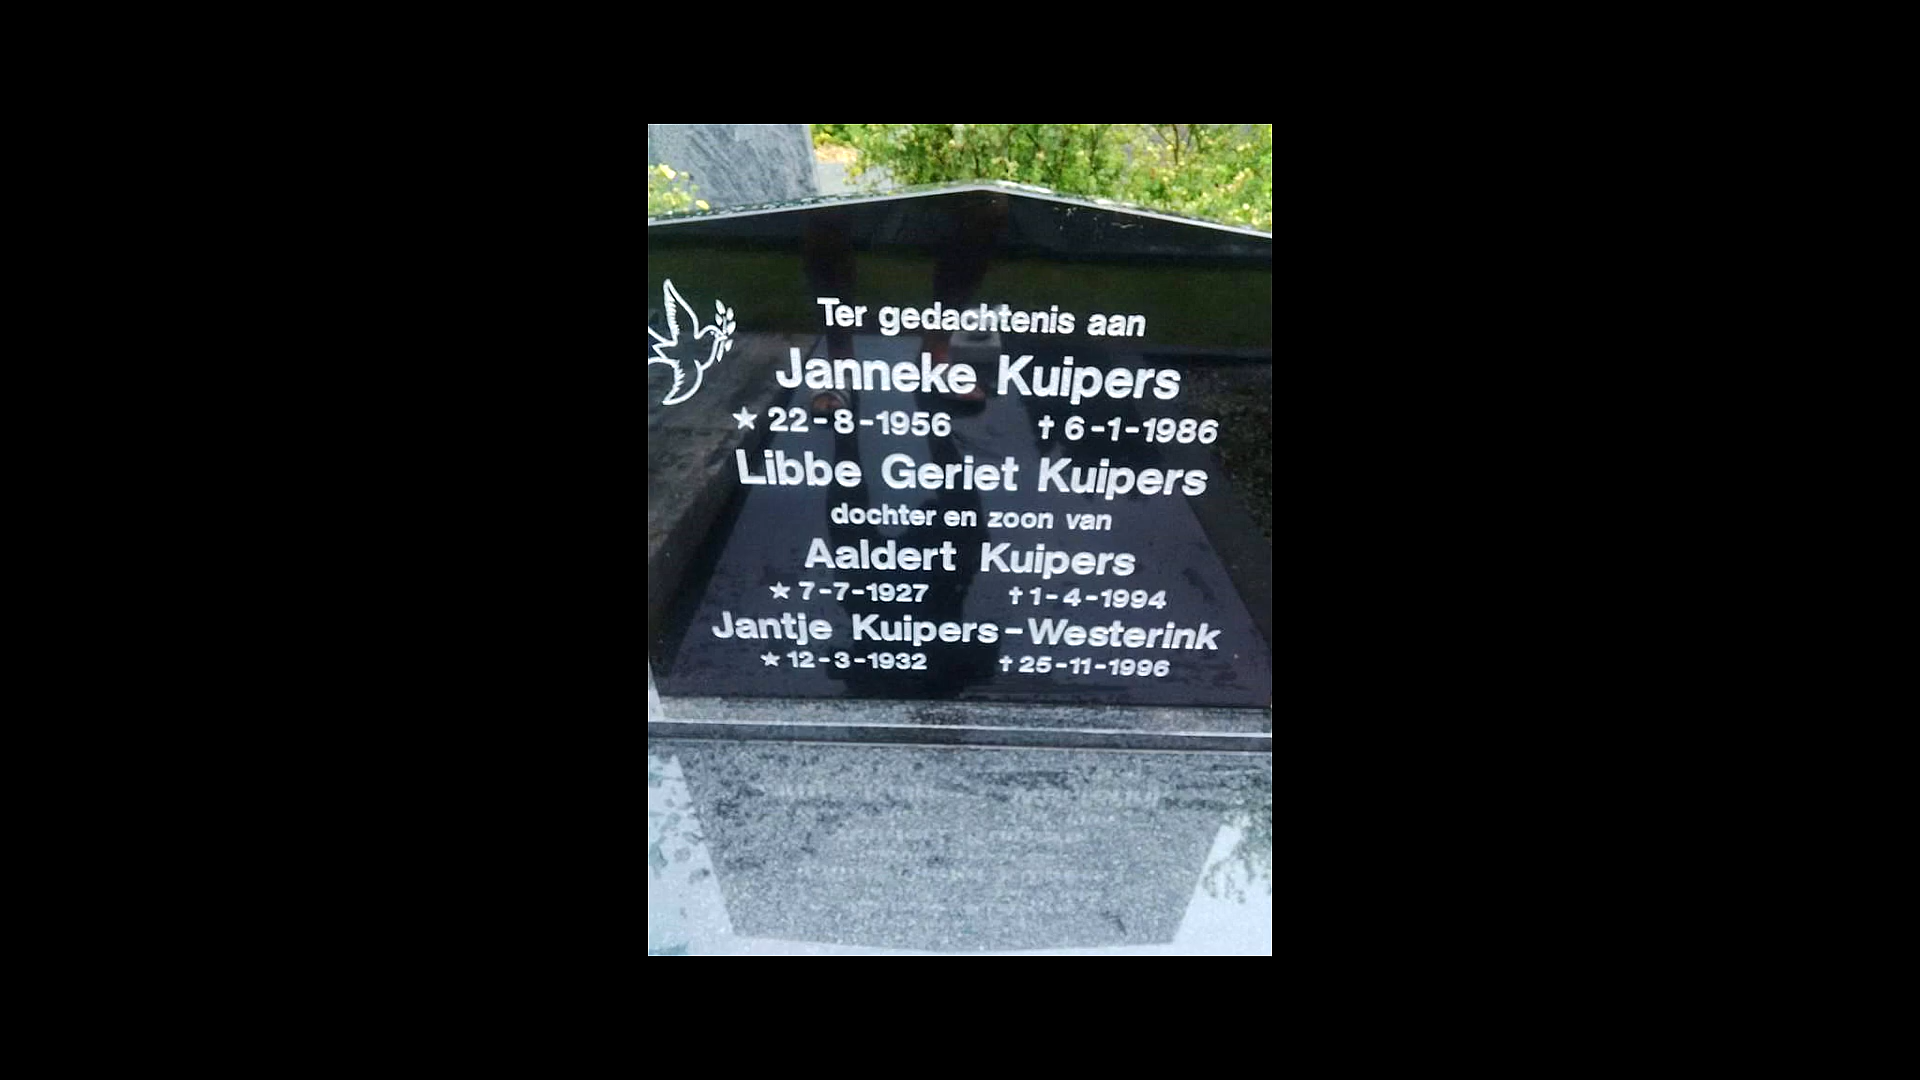 Ter gedachtenis aan
Janneke Kuipers
★ 22-8-1956 † 6-1-1986
Libbe Geriet Kuipers
dochter en zoon van
Aaldert Kuipers
★ 7-7-1927 † 1-4-1994
Jantje Kuipers-Westerink
★ 12-3-1932 † 25-11-1996